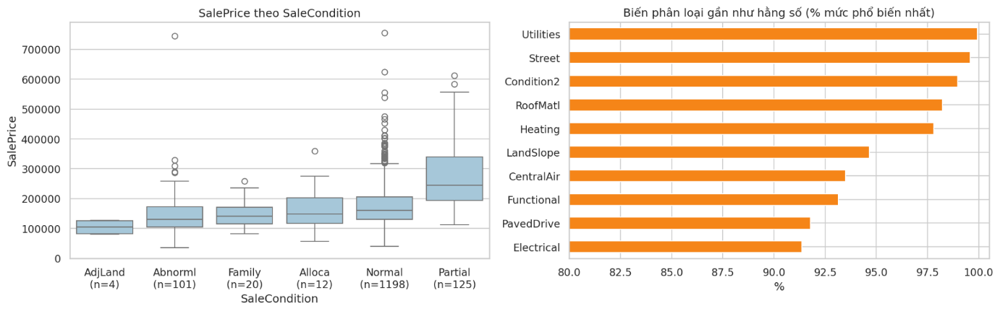 SalePrice theo SaleCondition
SalePrice
700000
600000
500000
400000
300000
200000
100000
0
AdjLand
(n=4)
Abnorml
(n=101)
Family
(n=20)
Alloca
(n=12)
Normal
(n=1198)
Partial
(n=125)
SaleCondition
Biến phân loại gần như hằng số (% mức phổ biến nhất)
Utilities
Street
Condition2
RoofMatl
Heating
LandSlope
CentralAir
Functional
PavedDrive
Electrical
80.0 82.5 85.0 87.5 90.0 92.5 95.0 97.5 100.0
%